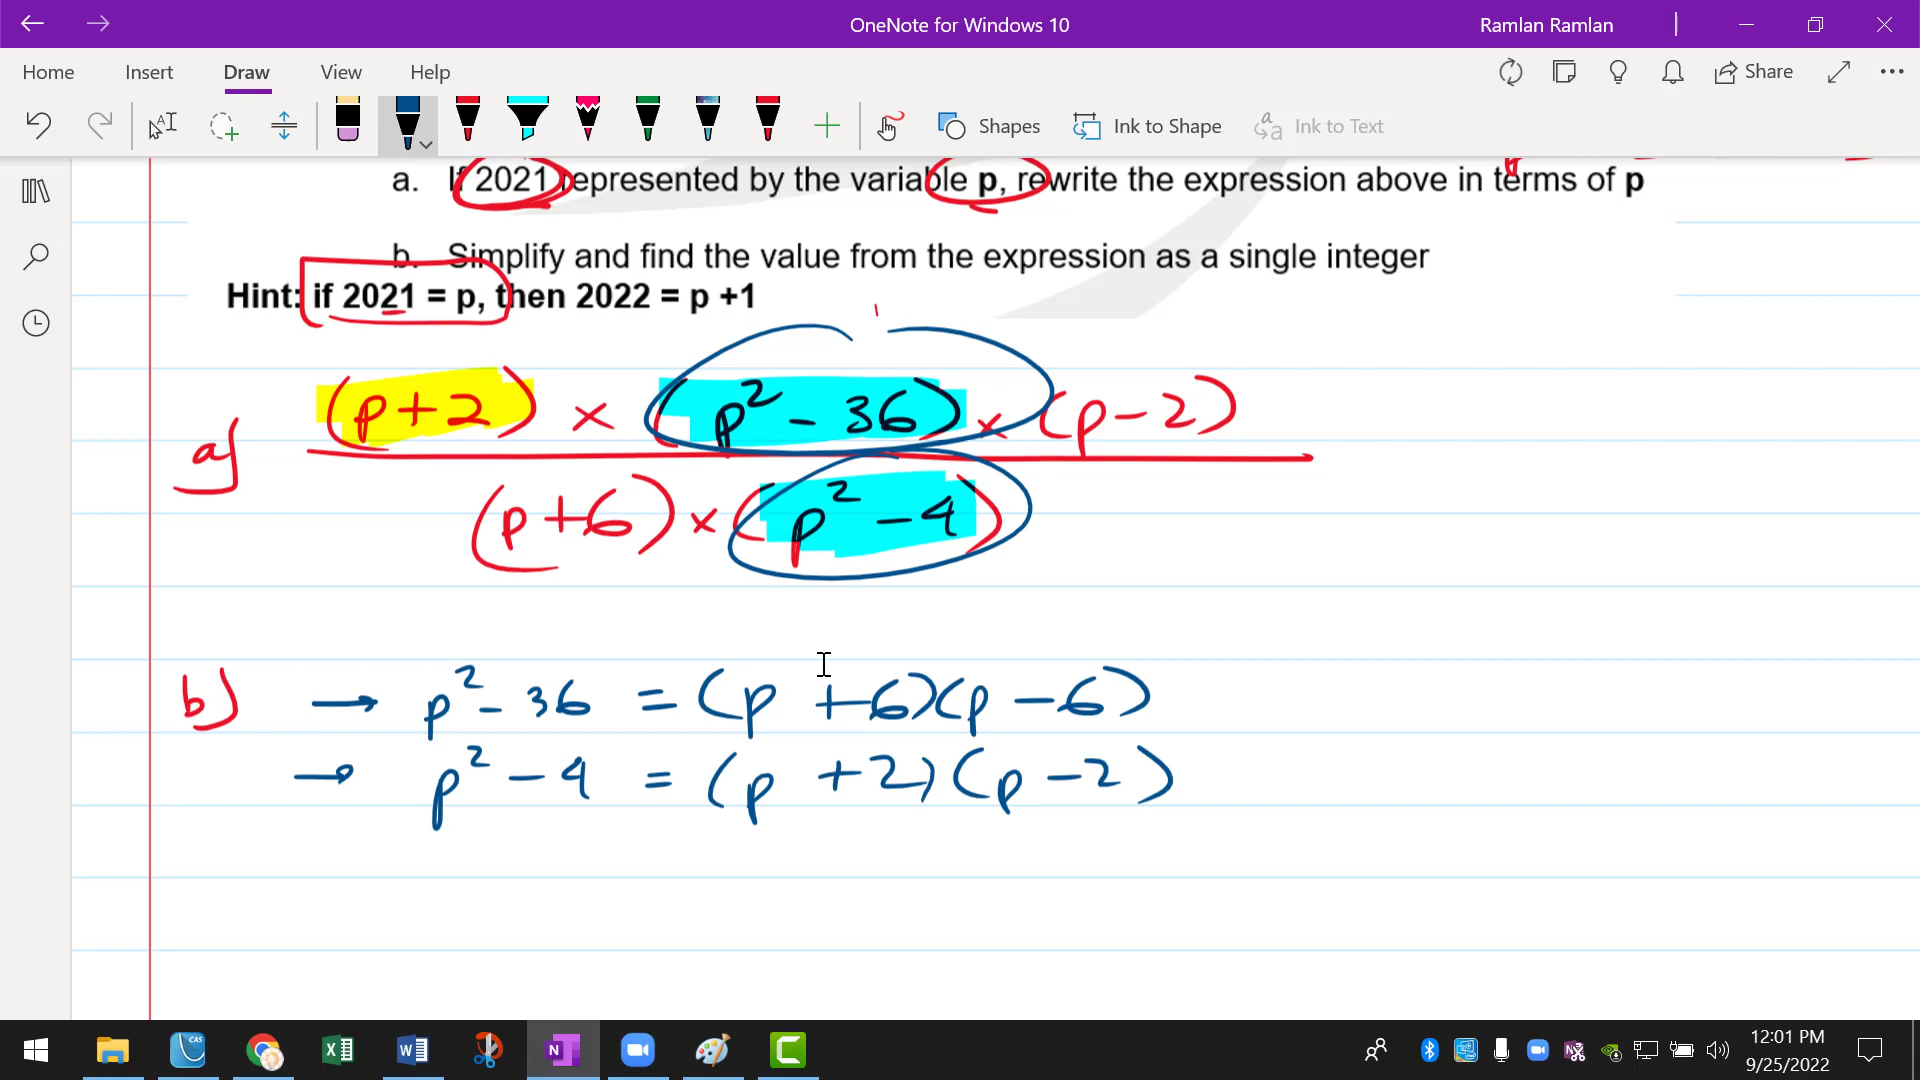 OneNote for Windows 10
Ramlan Ramlan
Home Insert Draw View Help
Share
Shapes Ink to Shape Ink to Text
a. If 2021 represented by the variable p, rewrite the expression above in terms of p
b. Simplify and find the value from the expression as a single integer
Hint: if 2021 = p, then 2022 = p +1
a) (p+2) × (p² - 36) × (p-2)
(p+6) × (p² - 4)
b) → p² - 36 = (p +6)(p -6)
→ p² - 4 = (p +2)(p -2)
12:01 PM
9/25/2022